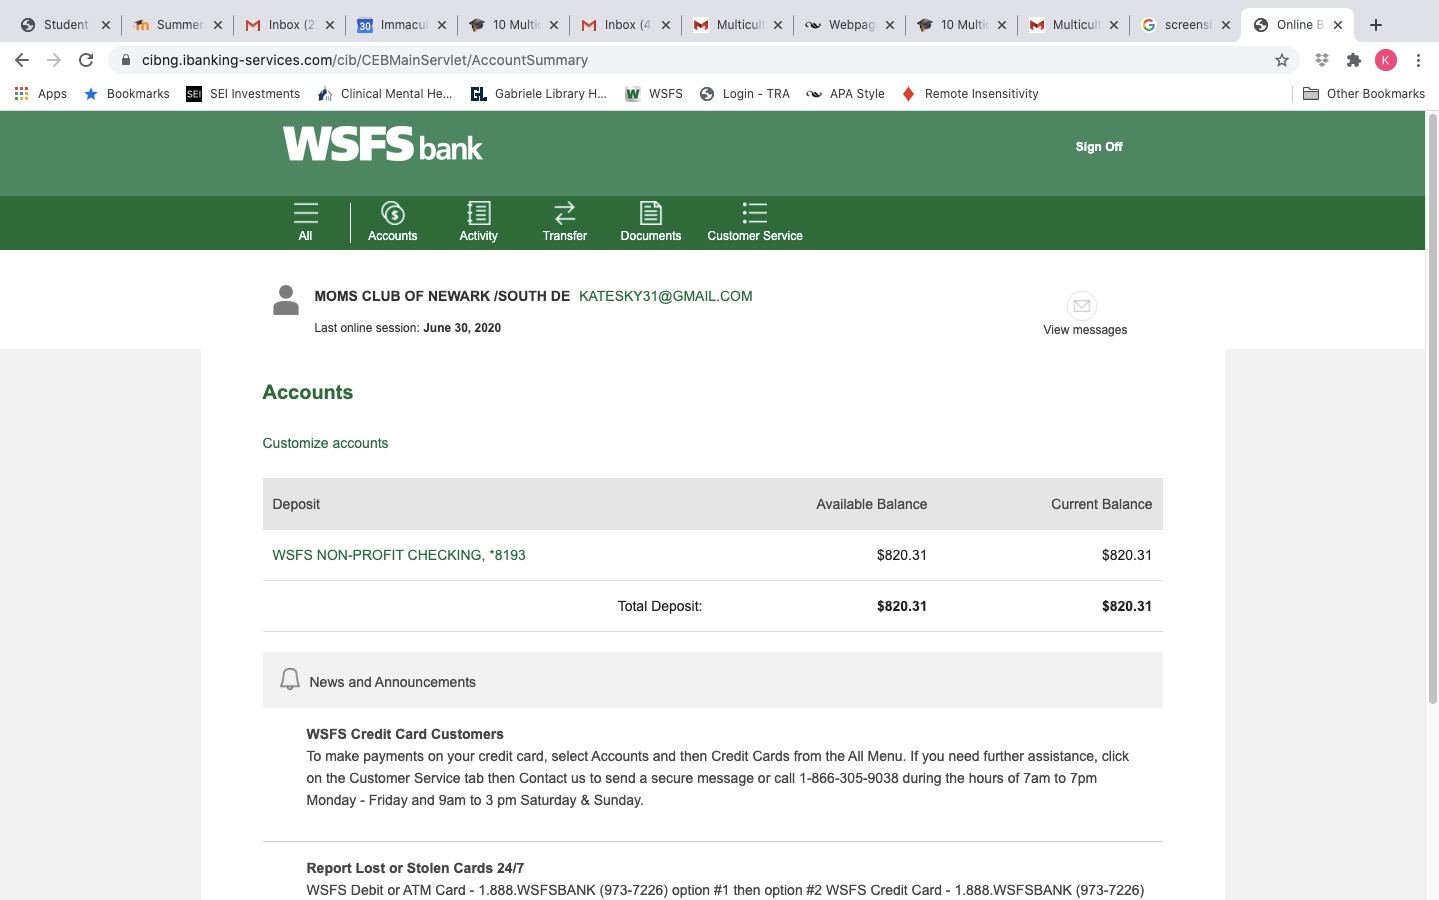 Student
Summer
Inbox (2
30
Immacul
10 Multic
Inbox (4
Multicult
Webpag
10 Multic
Multicult
screensh
Online B
cibng.ibanking-services.com/cib/CEBMainServlet/AccountSummary
K
Apps
Bookmarks
SEI
SEI Investments
Clinical Mental He...
GL
Gabriele Library H...
W
WSFS
Login - TRA
APA Style
Remote Insensitivity
Other Bookmarks
WSFS bank
Sign Off
All
Accounts
Activity
Transfer
Documents
Customer Service
MOMS CLUB OF NEWARK /SOUTH DE KATESKY31@GMAIL.COM
Last online session: June 30, 2020
View messages
Accounts
Customize accounts
Deposit Available Balance Current Balance
WSFS NON-PROFIT CHECKING, *8193 $820.31 $820.31
Total Deposit: $820.31 $820.31
News and Announcements
WSFS Credit Card Customers
To make payments on your credit card, select Accounts and then Credit Cards from the All Menu. If you need further assistance, click
on the Customer Service tab then Contact us to send a secure message or call 1-866-305-9038 during the hours of 7am to 7pm
Monday - Friday and 9am to 3 pm Saturday & Sunday.
Report Lost or Stolen Cards 24/7
WSFS Debit or ATM Card - 1.888.WSFSBANK (973-7226) option #1 then option #2 WSFS Credit Card - 1.888.WSFSBANK (973-7226)